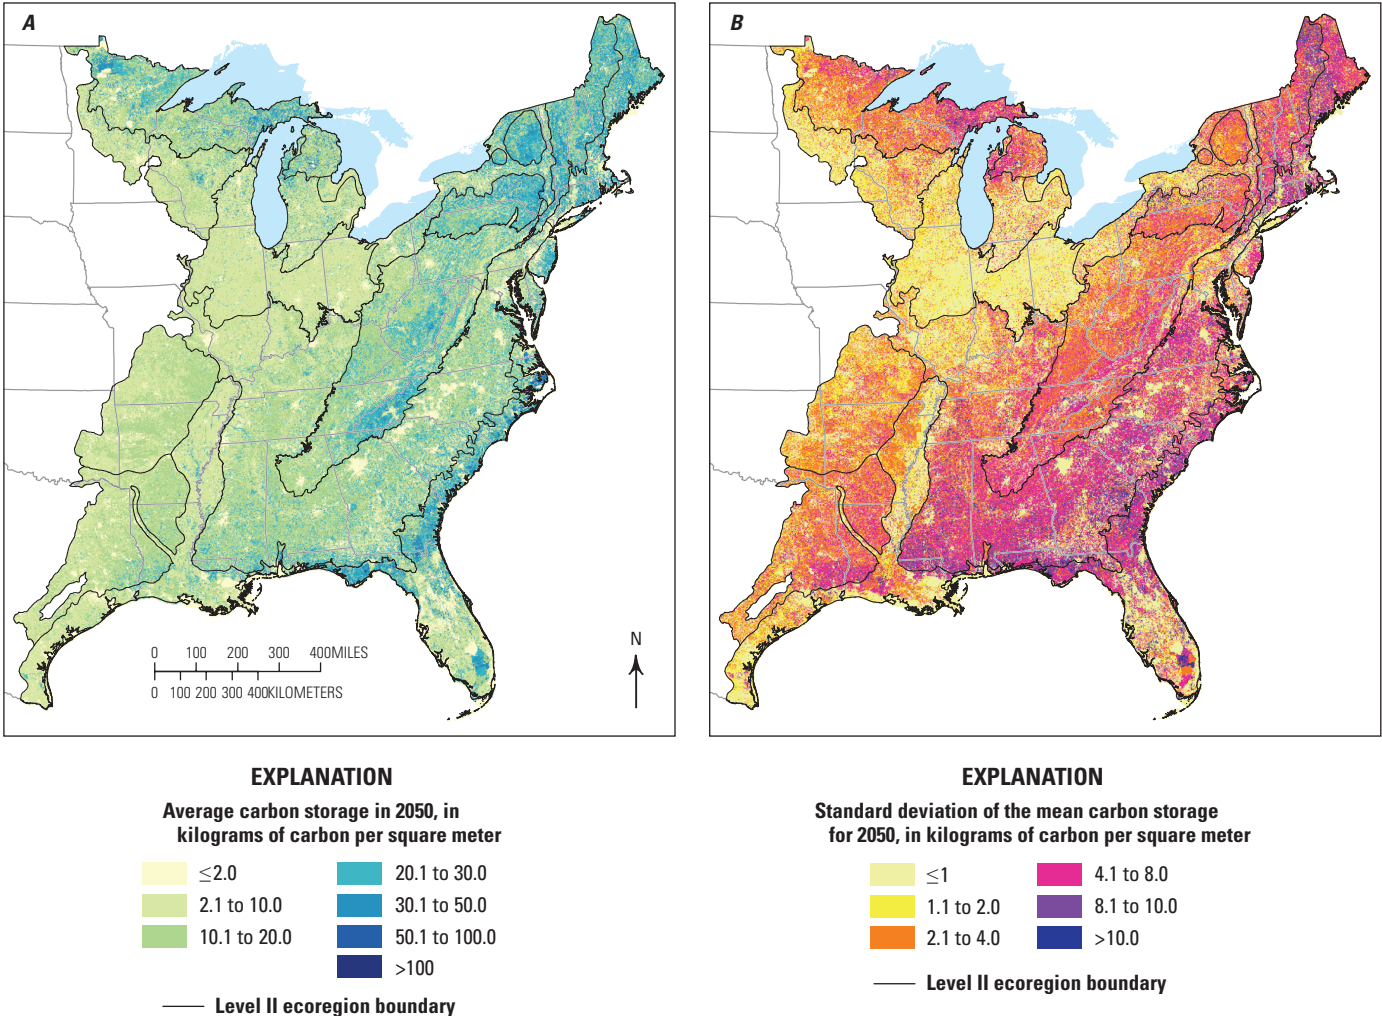 A
B
N
0 100 200 300 400MILES
0 100 200 300 400KILOMETERS
EXPLANATION
Average carbon storage in 2050, in
kilograms of carbon per square meter
≤2.0
2.1 to 10.0
10.1 to 20.0
20.1 to 30.0
30.1 to 50.0
50.1 to 100.0
>100
Level II ecoregion boundary
EXPLANATION
Standard deviation of the mean carbon storage
for 2050, in kilograms of carbon per square meter
≤1
1.1 to 2.0
2.1 to 4.0
4.1 to 8.0
8.1 to 10.0
>10.0
Level II ecoregion boundary